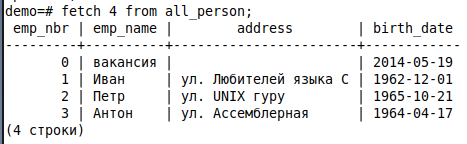 demo=# fetch 4 from all_person;
emp_nbr | emp_name | address | birth_date
---------+----------+------------------------+------------
0 | вакансия | | 2014-05-19
1 | Иван | ул. Любителей языка C | 1962-12-01
2 | Петр | ул. UNIX гуру | 1965-10-21
3 | Антон | ул. Ассемблерная | 1964-04-17
(4 строки)